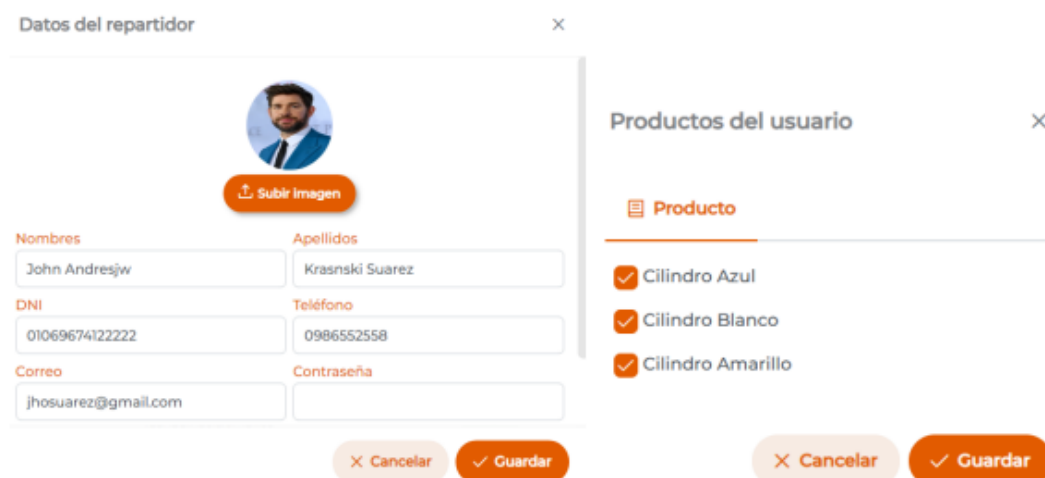 Datos del repartidor
Subir imagen
Nombres
Apellidos
John Andresjw
Krasnski Suarez
DNI
Teléfono
01069674122222
0986552558
Correo
Contraseña
jhosuarez@gmail.com
Cancelar
Guardar
Productos del usuario
Producto
Cilindro Azul
Cilindro Blanco
Cilindro Amarillo
Cancelar
Guardar